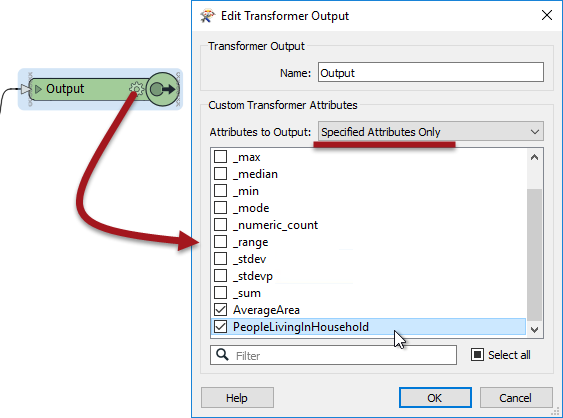 Output
Edit Transformer Output
Transformer Output
Name: Output
Custom Transformer Attributes
Attributes to Output: Specified Attributes Only
_max
_median
_min
_mode
_numeric_count
_range
_stdev
_stdevp
_sum
AverageArea
PeopleLivingInHousehold
Filter
Select all
Help
OK
Cancel